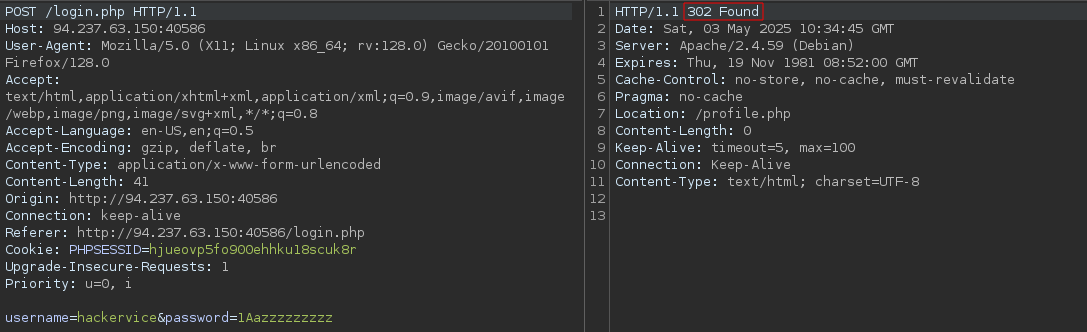 POST /login.php HTTP/1.1
Host: 94.237.63.150:40586
User-Agent: Mozilla/5.0 (X11; Linux x86_64; rv:128.0) Gecko/20100101
Firefox/128.0
Accept:
text/html,application/xhtml+xml,application/xml;q=0.9,image/avif,image
/webp,image/png,image/svg+xml,*/*;q=0.8
Accept-Language: en-US,en;q=0.5
Accept-Encoding: gzip, deflate, br
Content-Type: application/x-www-form-urlencoded
Content-Length: 41
Origin: http://94.237.63.150:40586
Connection: keep-alive
Referer: http://94.237.63.150:40586/login.php
Cookie: PHPSESSID=hjueovp5fo900ehhku18scuk8r
Upgrade-Insecure-Requests: 1
Priority: u=0, i
username=hackervice&password=1Aazzzzzzzzz
1 HTTP/1.1 302 Found
2 Date: Sat, 03 May 2025 10:34:45 GMT
3 Server: Apache/2.4.59 (Debian)
4 Expires: Thu, 19 Nov 1981 08:52:00 GMT
5 Cache-Control: no-store, no-cache, must-revalidate
6 Pragma: no-cache
7 Location: /profile.php
8 Content-Length: 0
9 Keep-Alive: timeout=5, max=100
10 Connection: Keep-Alive
11 Content-Type: text/html; charset=UTF-8
12
13